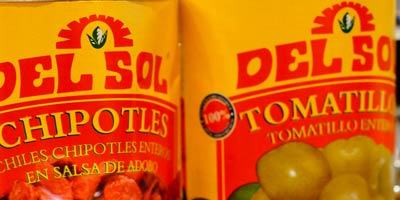 DEL SOL
CHIPOTLES
CHILES CHIPOTLES ENTEROS
EN SALSA DE ADOBO
DEL SOL
100%
TOMATILLO
TOMATILLO ENTERO